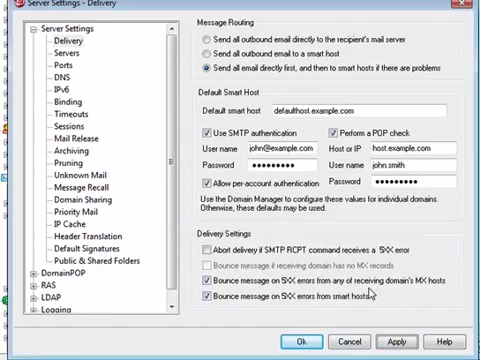 Server Settings - Delivery
Server Settings
Delivery
Servers
Ports
DNS
IPv6
Binding
Timeouts
Sessions
Mail Release
Archiving
Pruning
Unknown Mail
Message Recall
Domain Sharing
Priority Mail
IP Cache
Header Translation
Default Signatures
Public & Shared Folders
DomainPOP
RAS
LDAP
Logging
Message Routing
Send all outbound email directly to the recipient's mail server
Send all outbound email to a smart host
Send all email directly first, and then to smart hosts if there are problems
Default Smart Host
Default smart host defaulthost.example.com
Use SMTP authentication Perform a POP check
User name john@example.com Host or IP host.example.com
Password ●●●●●●●●● User name john.smith
Allow per-account authentication Password ●●●●●●●●●
Use the Domain Manager to configure these values for individual domains.
Otherwise, these defaults may be used.
Delivery Settings
Abort delivery if SMTP RCPT command receives a 5XX error
Bounce message if receiving domain has no MX records
Bounce message on 5XX errors from any of receiving domain's MX hosts
Bounce message on 5XX errors from smart hosts
Ok Cancel Apply Help